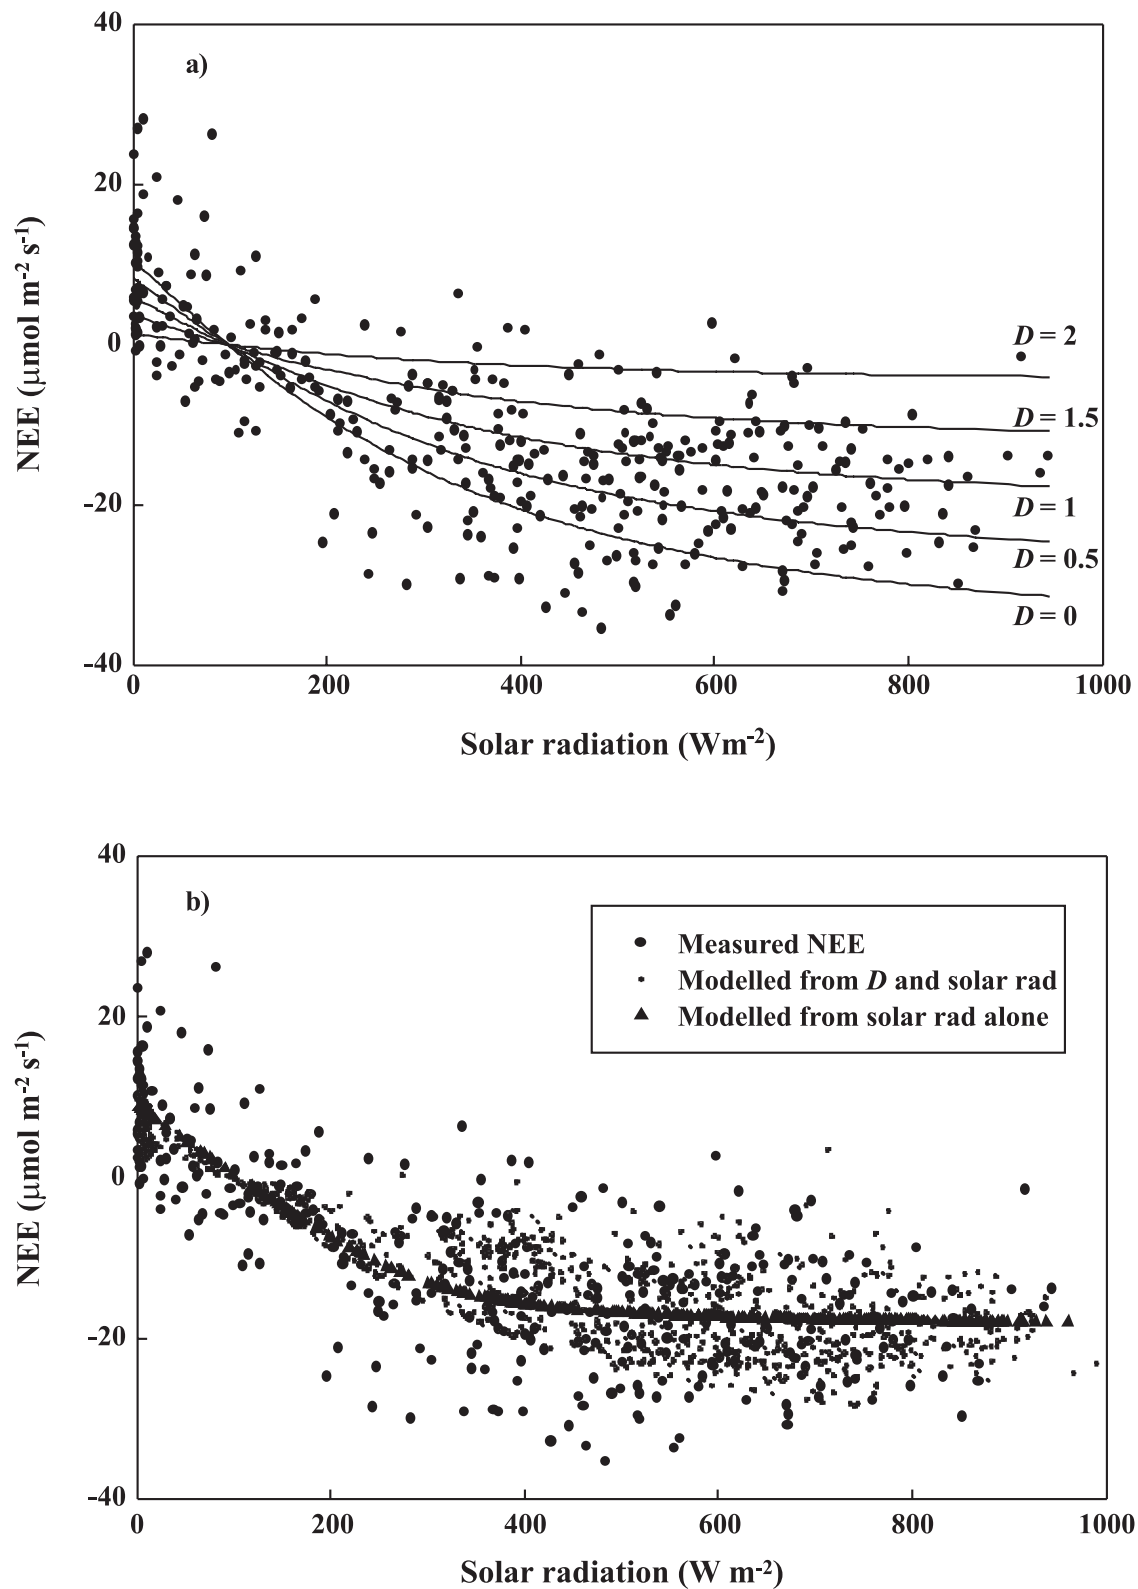 40
a)
20
0
-20
-40
NEE (µmol m-2 s-1)
D = 2
D = 1.5
D = 1
D = 0.5
D = 0
0 200 400 600 800 1000
Solar radiation (Wm-2)
40
b)
Measured NEE
Modelled from D and solar rad
Modelled from solar rad alone
20
0
-20
-40
NEE (µmol m-2 s-1)
0 200 400 600 800 1000
Solar radiation (W m-2)